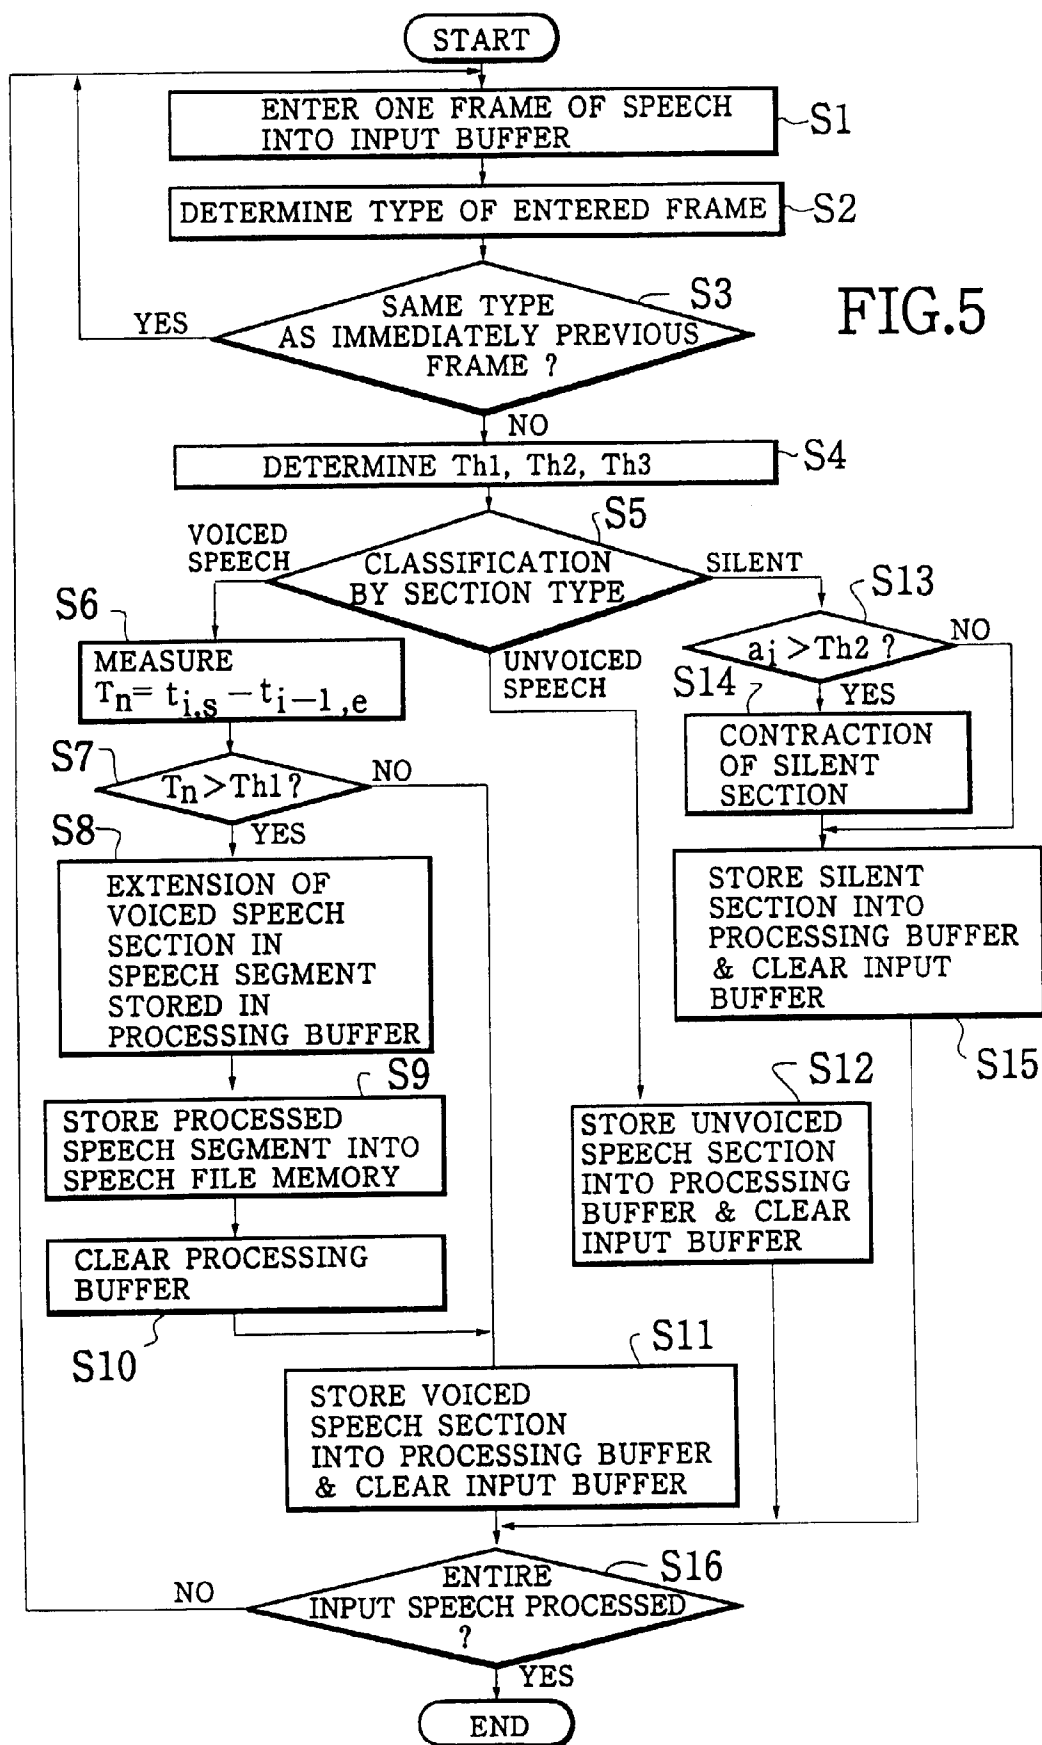 START
ENTER ONE FRAME OF SPEECH
INTO INPUT BUFFER
S1
DETERMINE TYPE OF ENTERED FRAME
S2
SAME TYPE
AS IMMEDIATELY PREVIOUS
FRAME ?
S3
YES
FIG.5
NO
DETERMINE Th1, Th2, Th3
S4
CLASSIFICATION
BY SECTION TYPE
S5
VOICED
SPEECH
SILENT
UNVOICED
SPEECH
S6
MEASURE
Tn= ti,s – ti–1,e
S7
Tn >Th1 ?
NO
YES
S8
EXTENSION OF
VOICED SPEECH
SECTION IN
SPEECH SEGMENT
STORED IN
PROCESSING BUFFER
S9
STORE PROCESSED
SPEECH SEGMENT INTO
SPEECH FILE MEMORY
CLEAR PROCESSING
BUFFER
S10
S13
aj >Th2 ?
NO
YES
S14
CONTRACTION
OF SILENT
SECTION
STORE SILENT
SECTION INTO
PROCESSING BUFFER
& CLEAR INPUT
BUFFER
S15
S12
STORE UNVOICED
SPEECH SECTION
INTO PROCESSING
BUFFER & CLEAR
INPUT BUFFER
S11
STORE VOICED
SPEECH SECTION
INTO PROCESSING BUFFER
& CLEAR INPUT BUFFER
S16
ENTIRE
INPUT SPEECH PROCESSED
?
NO
YES
END